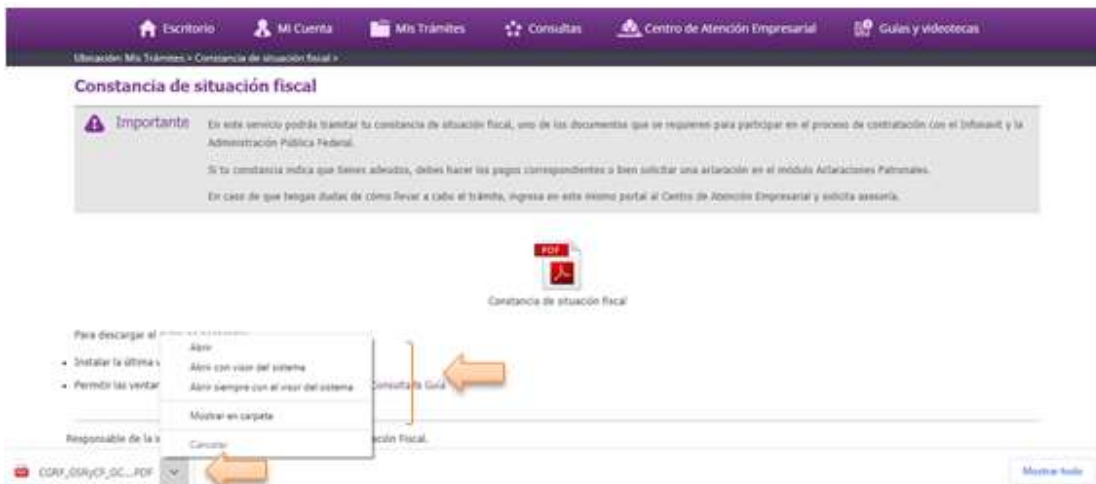 Escritorio Mi Cuenta Mis Trámites Consultas Centro de Atención Empresarial Guías y videotecas
Ubicación: Mis Trámites > Constancia de situación fiscal >
Constancia de situación fiscal
Importante En este servicio podrás tramitar tu constancia de situación fiscal, uno de los documentos que se requieren para participar en el proceso de contratación con el Infonavit y la
Administración Pública Federal.
Si tu constancia indica que tienes adeudos, debes hacer los pagos correspondientes o bien solicitar una aclaración en el módulo Aclaraciones Patronales.
En caso de que tengas dudas de cómo llevar a cabo el trámite, ingresa en este mismo portal al Centro de Atención Empresarial y solicita asesoría.
PDF
Constancia de situación fiscal
Para descargar el
Abrir
Instalar la última
Abrir con visor del sistema
Permitir las
Abrir siempre con el visor del sistema
Consulta la Guía
Mostrar en carpeta
Responsable de la
Cancelar
Fiscal.
CGRF_GSRyCF_GC....PDF
Mostrar todo